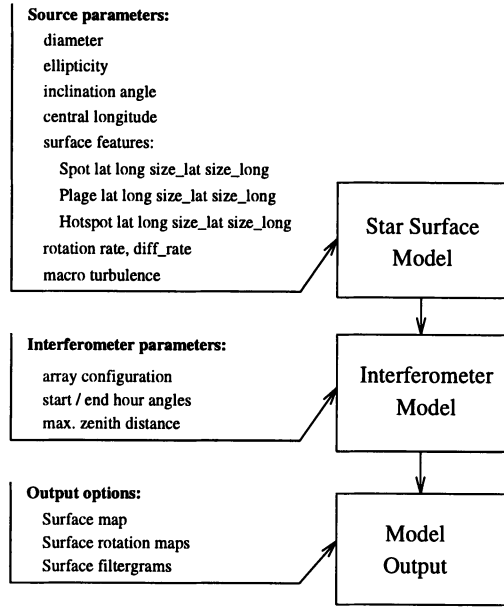 Source parameters:
diameter
ellipticity
inclination angle
central longitude
surface features:
Spot lat long size_lat size_long
Plage lat long size_lat size_long
Hotspot lat long size_lat size_long
rotation rate, diff_rate
macro turbulence
Star Surface
Model
Interferometer parameters:
array configuration
start / end hour angles
max. zenith distance
Interferometer
Model
Output options:
Surface map
Surface rotation maps
Surface filtergrams
Model
Output